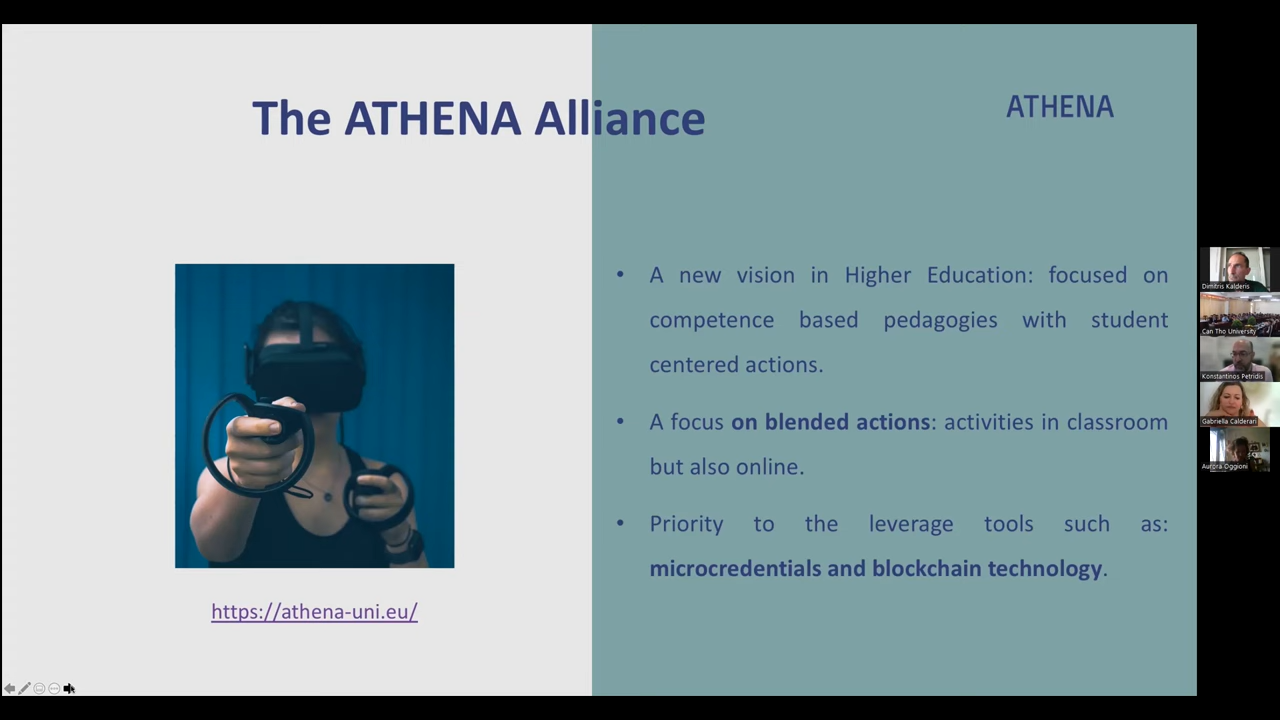 The ATHENA Alliance
ATHENA
• A new vision in Higher Education: focused on
competence based pedagogies with student
centered actions.
• A focus on blended actions: activities in classroom
but also online.
• Priority to the leverage tools such as:
microcredentials and blockchain technology.
https://athena-uni.eu/
Dimitris Kalderis
Can Tho University
Konstantinos Petridis
Gabriella Calderari
Aurora Oggioni